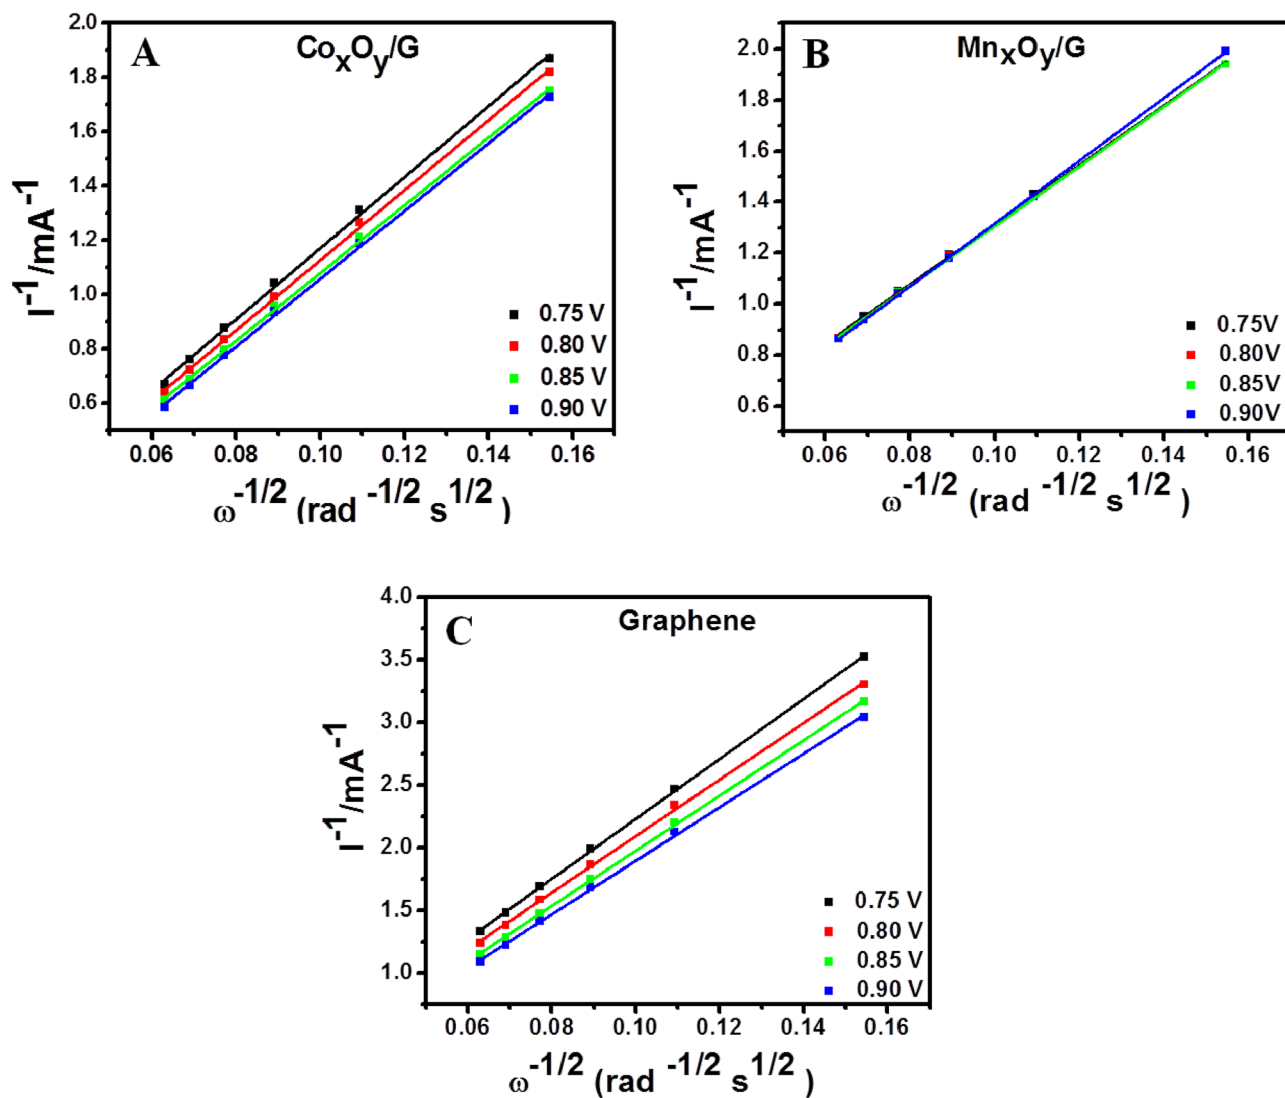 A
Co_xO_y/G
I^-1/mA^-1
2.0
1.8
1.6
1.4
1.2
1.0
0.8
0.6
0.75 V
0.80 V
0.85 V
0.90 V
0.06 0.08 0.10 0.12 0.14 0.16
ω^-1/2 (rad ^-1/2 s^1/2 )
B
Mn_xO_y/G
I^-1/mA^-1
2.0
1.8
1.6
1.4
1.2
1.0
0.8
0.6
0.75V
0.80V
0.85V
0.90V
0.06 0.08 0.10 0.12 0.14 0.16
ω^-1/2 (rad ^-1/2 s^1/2 )
C
Graphene
I^-1/mA^-1
4.0
3.5
3.0
2.5
2.0
1.5
1.0
0.75 V
0.80 V
0.85 V
0.90 V
0.06 0.08 0.10 0.12 0.14 0.16
ω^-1/2 (rad ^-1/2 s^1/2 )